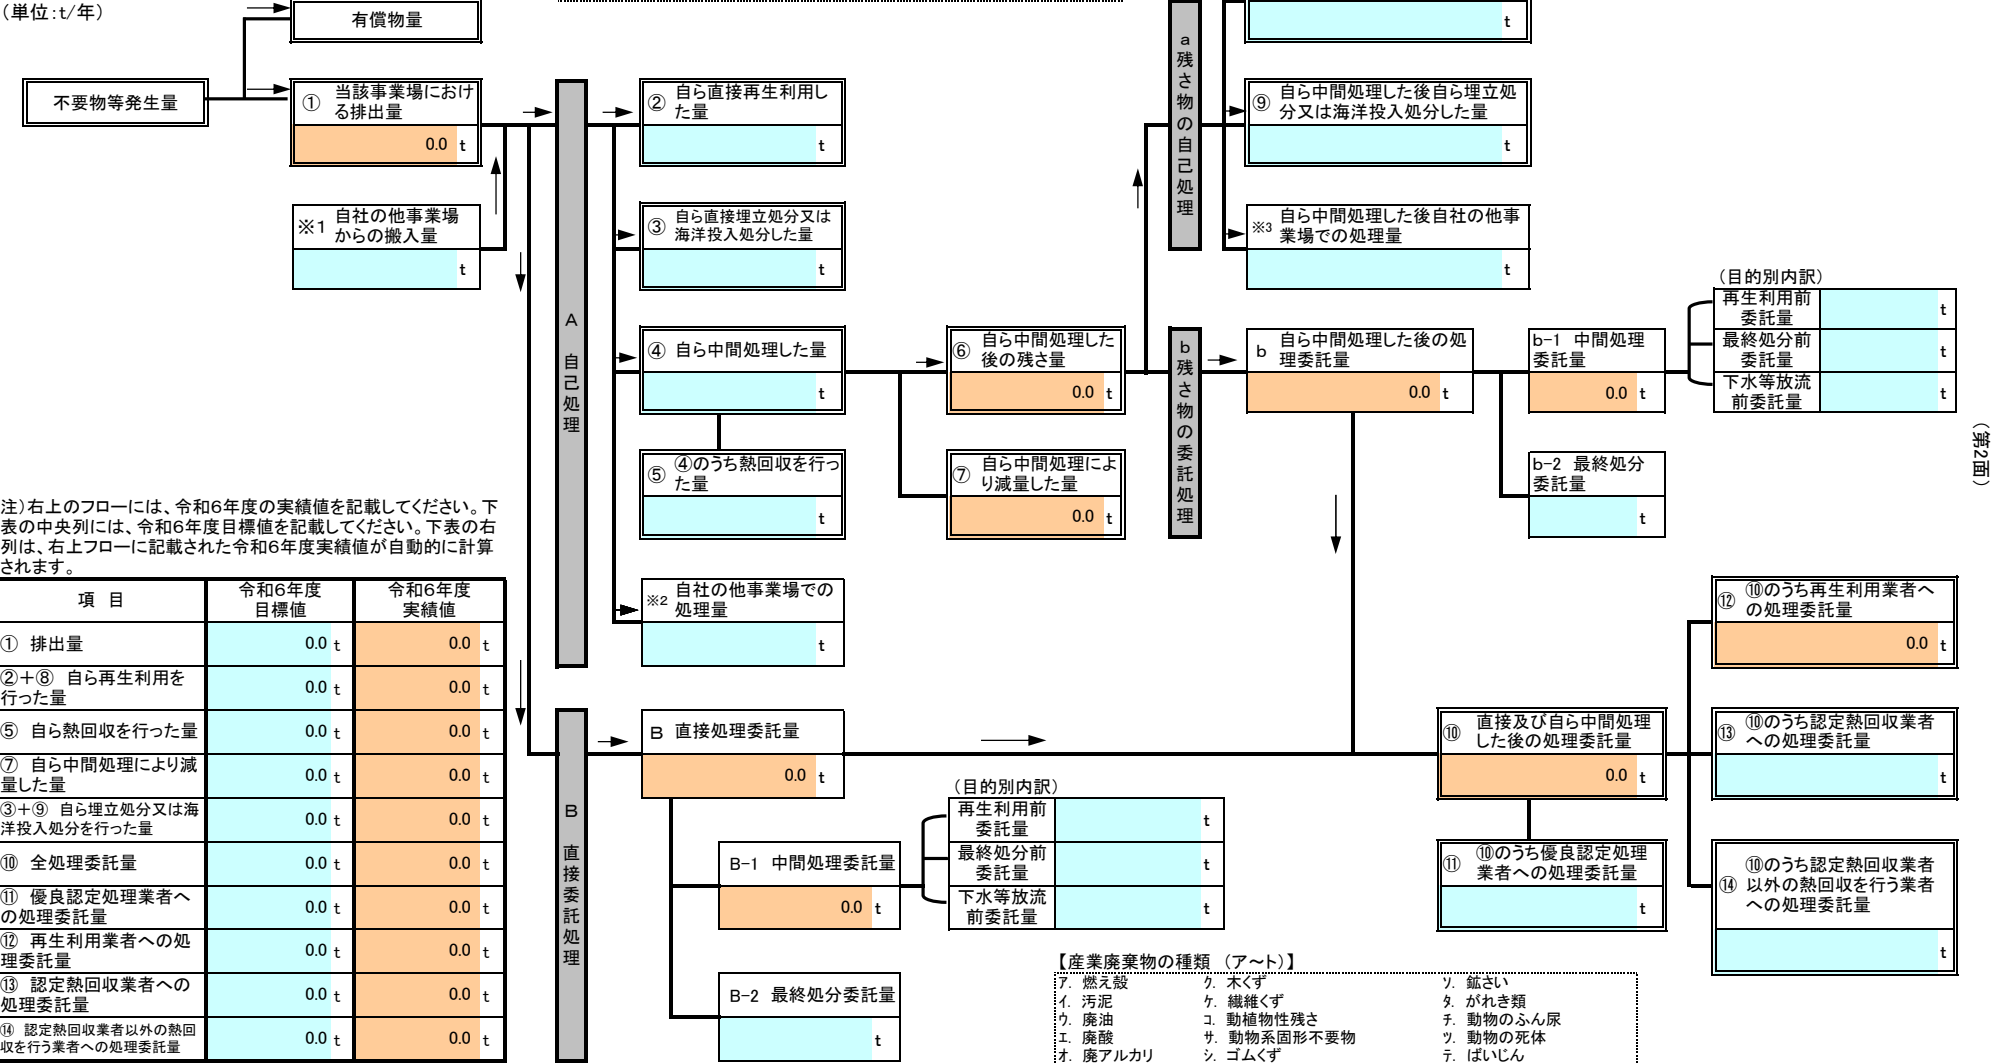 (単位:t/年)
有償物量
不要物等発生量
①
当該事業場におけ
る排出量
0.0 t
※1
自社の他事業場
からの搬入量
t
A 自己処理
②
自ら直接再生利用し
た量
t
③
自ら直接埋立処分又は
海洋投入処分した量
t
④ 自ら中間処理した量
t
⑤
④のうち熱回収を行っ
た量
t
※2
自社の他事業場での
処理量
t
⑥
自ら中間処理した
後の残さ量
0.0 t
⑦
自ら中間処理によ
り減量した量
0.0 t
a 残さ物の自己処理
t
⑨
自ら中間処理した後自ら埋立処
分又は海洋投入処分した量
t
※3
自ら中間処理した後自社の他事
業場での処理量
t
b 残さ物の委託処理
b
自ら中間処理した後の処
理委託量
0.0 t
b-1 中間処理
委託量
0.0 t
b-2 最終処分
委託量
t
(目的別内訳)
再生利用前
委託量
t
最終処分前
委託量
t
下水等放流
前委託量
t
(第2面)
注)右上のフローには、令和6年度の実績値を記載してください。下
表の中央列には、令和6年度目標値を記載してください。下表の右
列は、右上フローに記載された令和6年度実績値が自動的に計算
されます。
項 目
令和6年度
目標値
令和6年度
実績値
① 排出量
0.0 t 0.0 t
②+⑧ 自ら再生利用を
行った量
0.0 t 0.0 t
⑤ 自ら熱回収を行った量
0.0 t 0.0 t
⑦ 自ら中間処理により減
量した量
0.0 t 0.0 t
③+⑨ 自ら埋立処分又は海
洋投入処分を行った量
0.0 t 0.0 t
⑩ 全処理委託量
0.0 t 0.0 t
⑪ 優良認定処理業者へ
の処理委託量
0.0 t 0.0 t
⑫ 再生利用業者への処
理委託量
0.0 t 0.0 t
⑬ 認定熱回収業者への
処理委託量
0.0 t 0.0 t
⑭ 認定熱回収業者以外の熱回
収を行う業者への処理委託量
0.0 t 0.0 t
B 直接委託処理
B 直接処理委託量
0.0 t
B-1 中間処理委託量
0.0 t
B-2 最終処分委託量
t
(目的別内訳)
再生利用前
委託量
t
最終処分前
委託量
t
下水等放流
前委託量
t
⑩
直接及び自ら中間処理
した後の処理委託量
0.0 t
⑪
⑩のうち優良認定処理
業者への処理委託量
t
⑫
⑩のうち再生利用業者へ
の処理委託量
0.0 t
⑬
⑩のうち認定熱回収業者
への処理委託量
t
⑭
⑩のうち認定熱回収業者
以外の熱回収を行う業者
への処理委託量
t
【産業廃棄物の種類 (ア~ト)】
ア. 燃え殻 ク. 木くず ソ. 鉱さい
イ. 汚泥 ケ. 繊維くず タ. がれき類
ウ. 廃油 コ. 動植物性残さ チ. 動物のふん尿
エ. 廃酸 サ. 動物系固形不要物 ツ. 動物の死体
オ. 廃アルカリ シ. ゴムくず テ. ばいじん